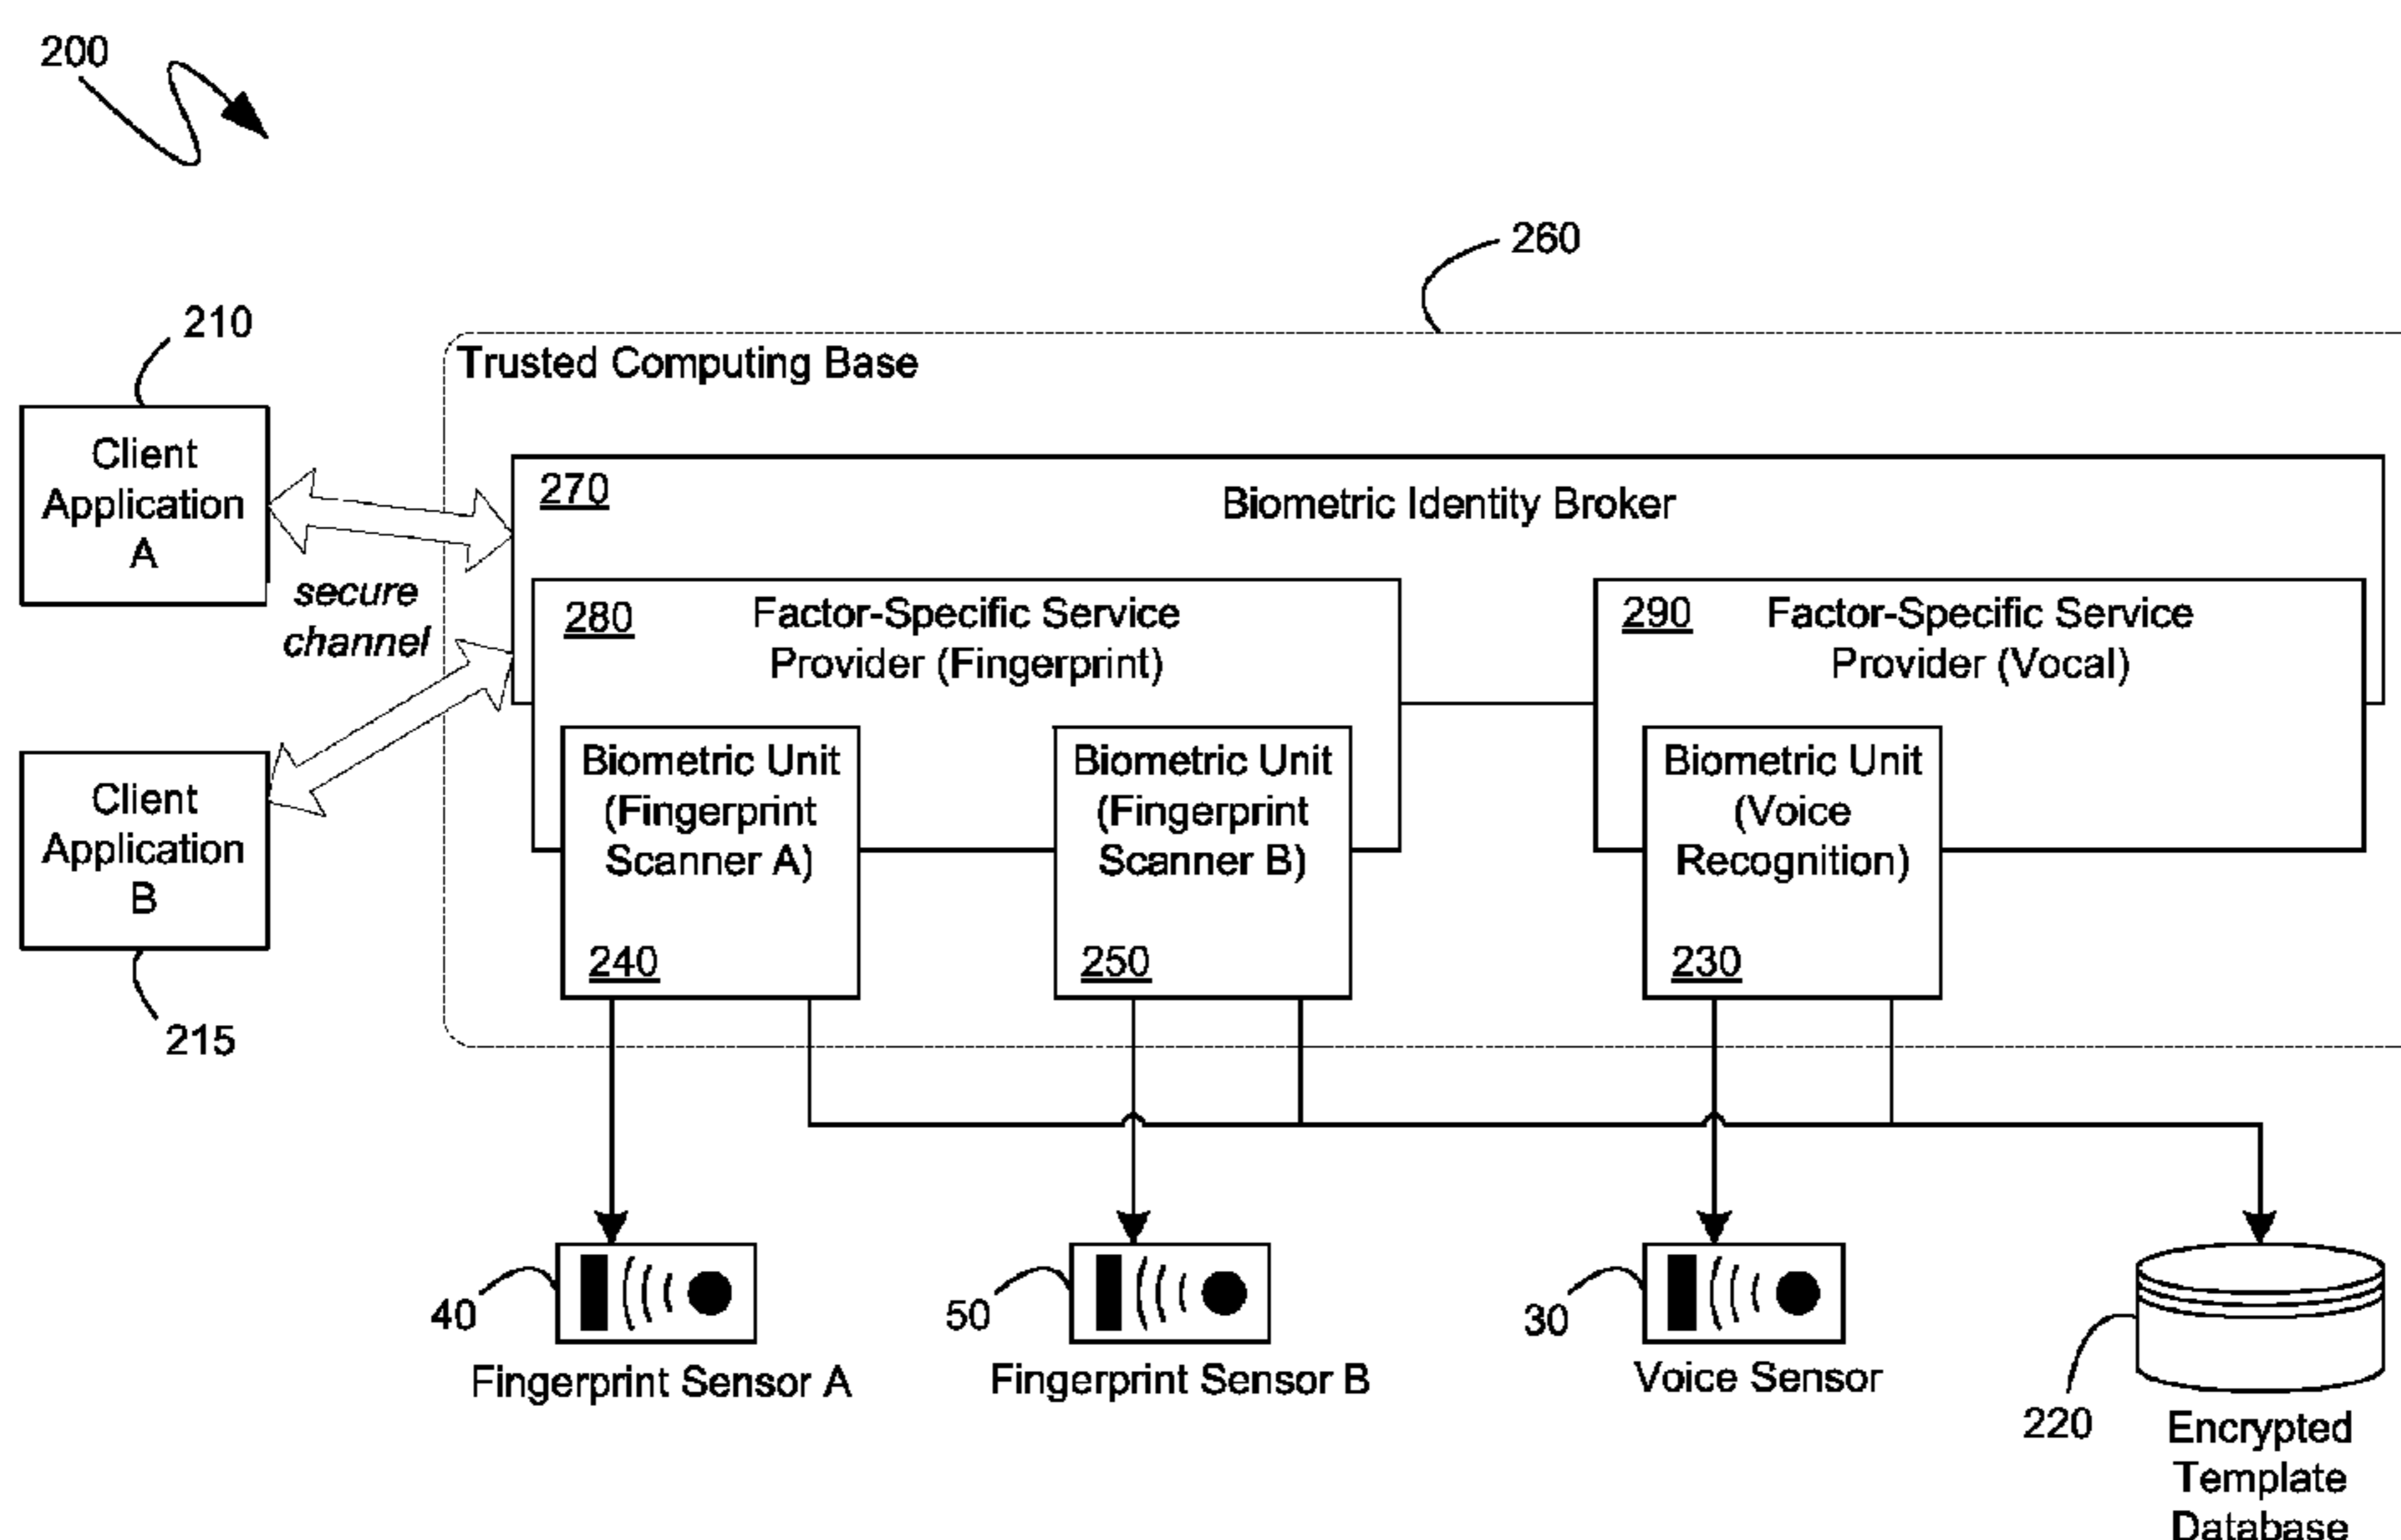 200
260
210
Trusted Computing Base
Client
Application
A
270
Biometric Identity Broker
secure
channel
280
Factor-Specific Service
Provider (Fingerprint)
290
Factor-Specific Service
Provider (Vocal)
Client
Application
B
215
Biometric Unit
(Fingerprint
Scanner A)
240
Biometric Unit
(Fingerprint
Scanner B)
250
Biometric Unit
(Voice
Recognition)
230
40
Fingerprint Sensor A
50
Fingerprint Sensor B
30
Voice Sensor
220
Encrypted
Template
Database